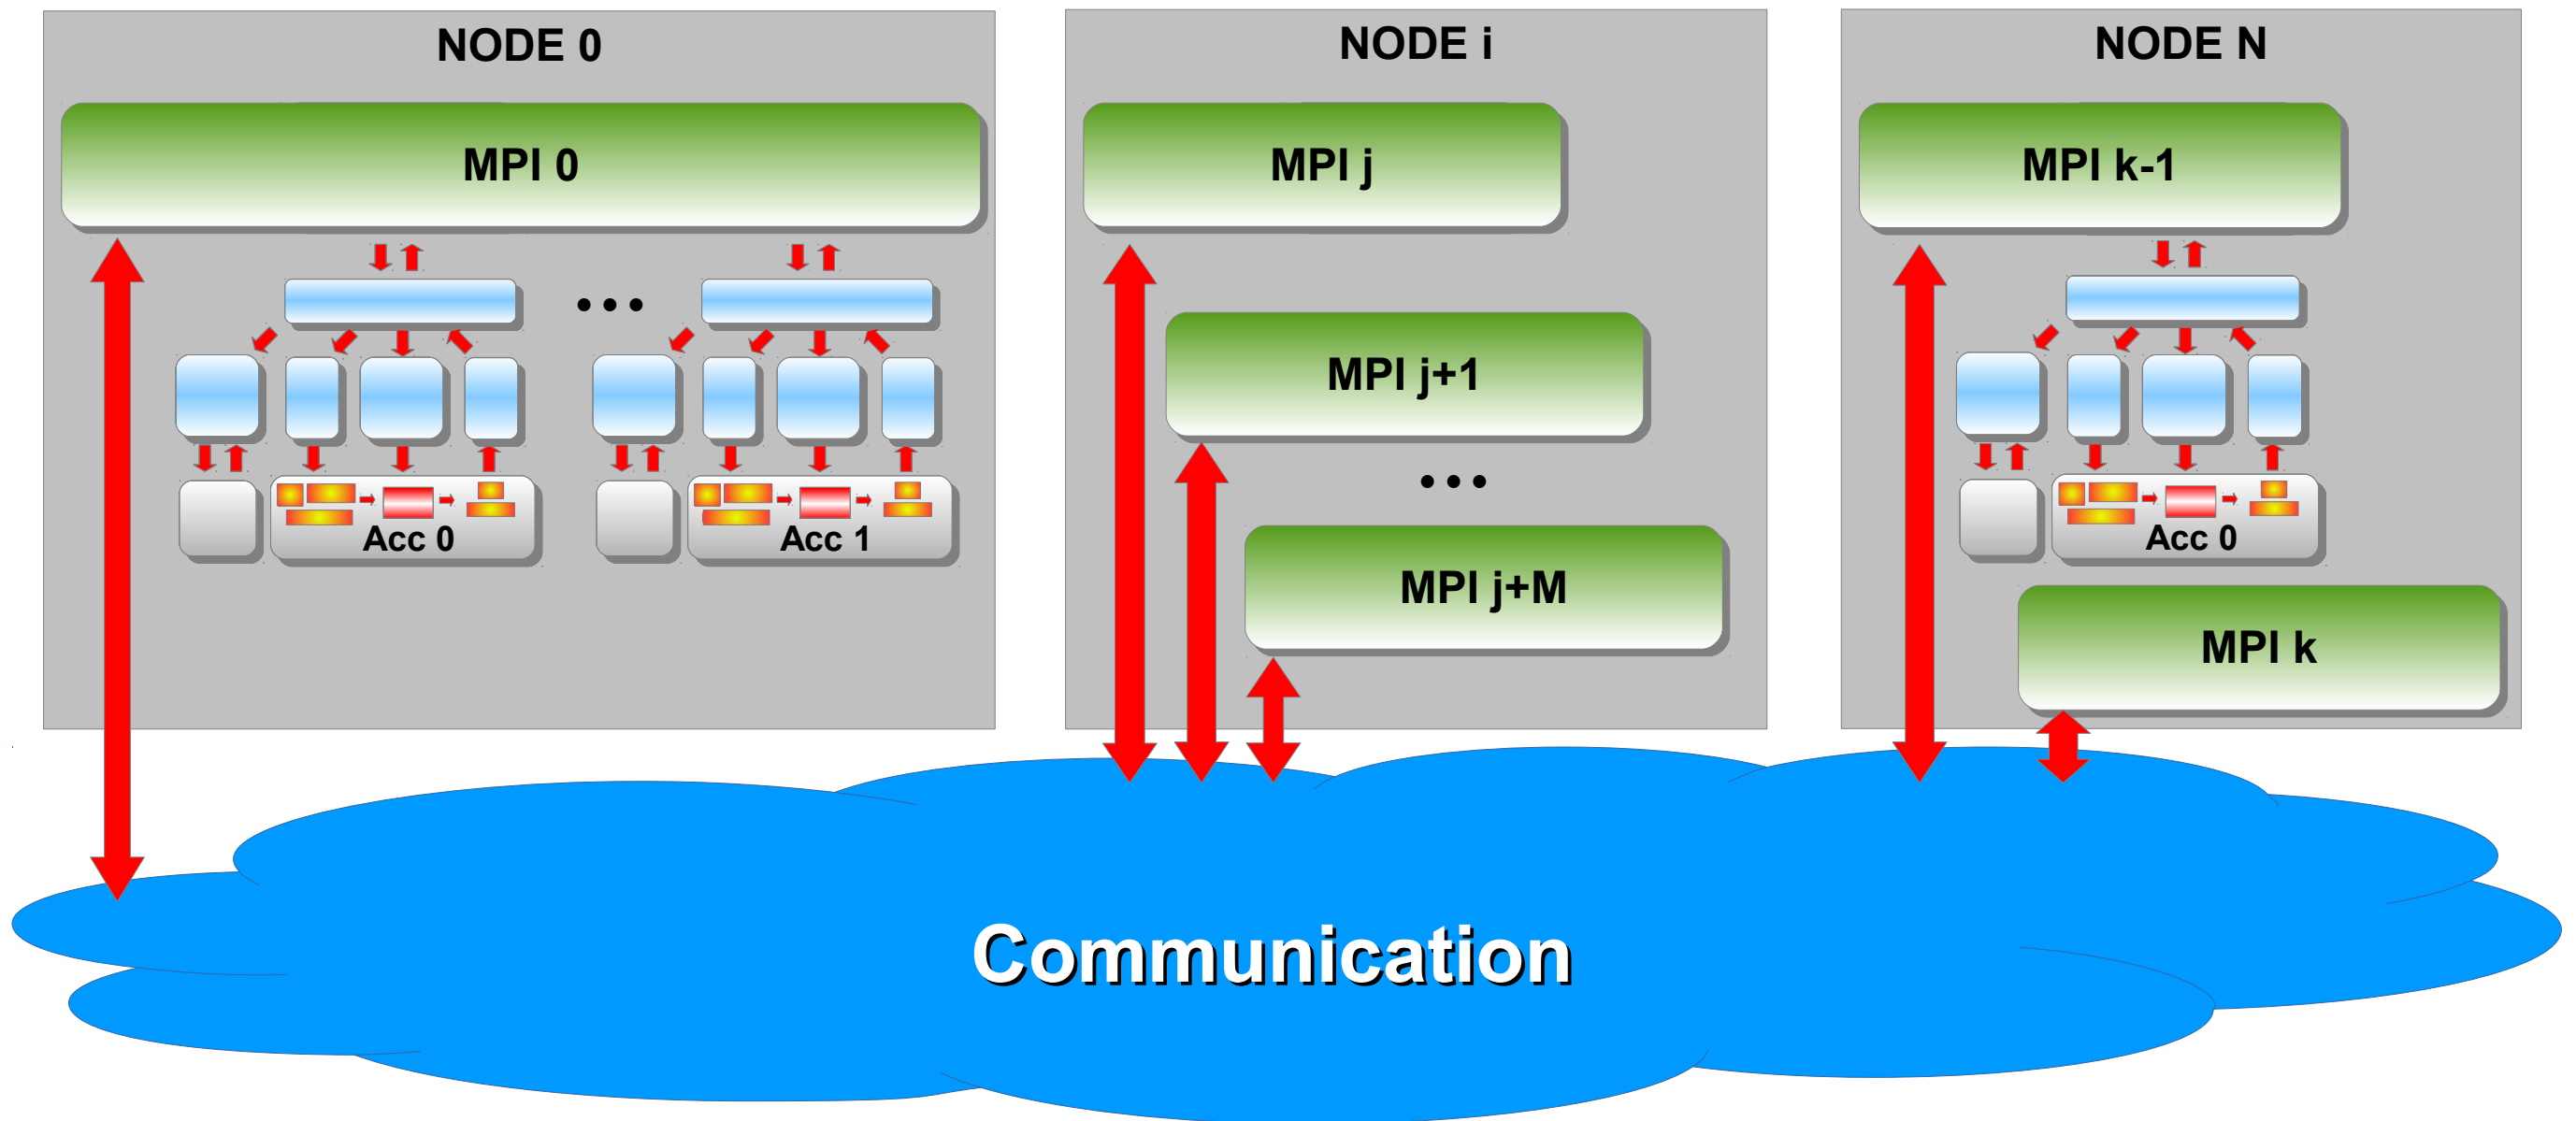 NODE 0
MPI 0
• • •
Acc 0
Acc 1
NODE i
MPI j
MPI j+1
• • •
MPI j+M
NODE N
MPI k-1
Acc 0
MPI k
Communication